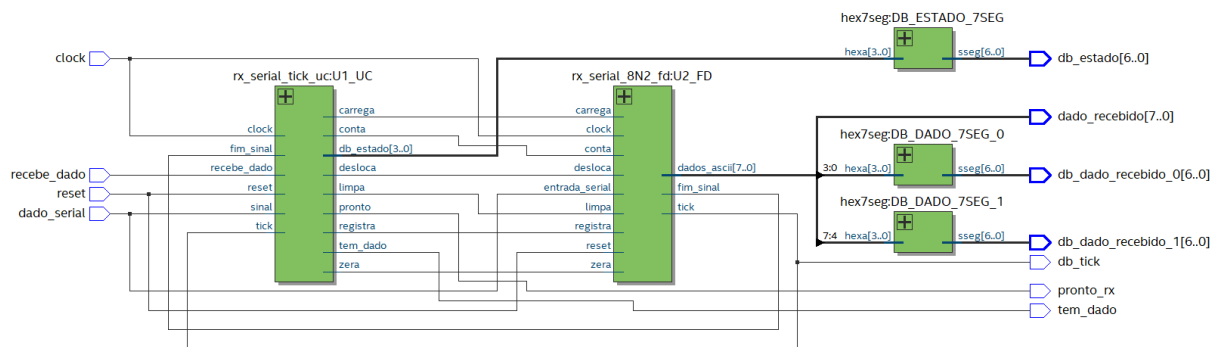 hex7seg:DB_ESTADO_7SEG
hexa[3..0] sseg[6..0]
db_estado[6..0]
clock
rx_serial_tick_uc:U1_UC
clock
fim_sinal
recebe_dado
reset
sinal
tick
carrega
conta
db_estado[3..0]
desloca
limpa
pronto
registra
tem_dado
zera
rx_serial_8N2_fd:U2_FD
carrega
clock
conta
desloca
entrada_serial
limpa
registra
reset
zera
dados_ascii[7..0]
fim_sinal
tick
recebe_dado
reset
dado_serial
dado_recebido[7..0]
hex7seg:DB_DADO_7SEG_0
3:0 hexa[3..0] sseg[6..0]
db_dado_recebido_0[6..0]
hex7seg:DB_DADO_7SEG_1
7:4 hexa[3..0] sseg[6..0]
db_dado_recebido_1[6..0]
db_tick
pronto_rx
tem_dado